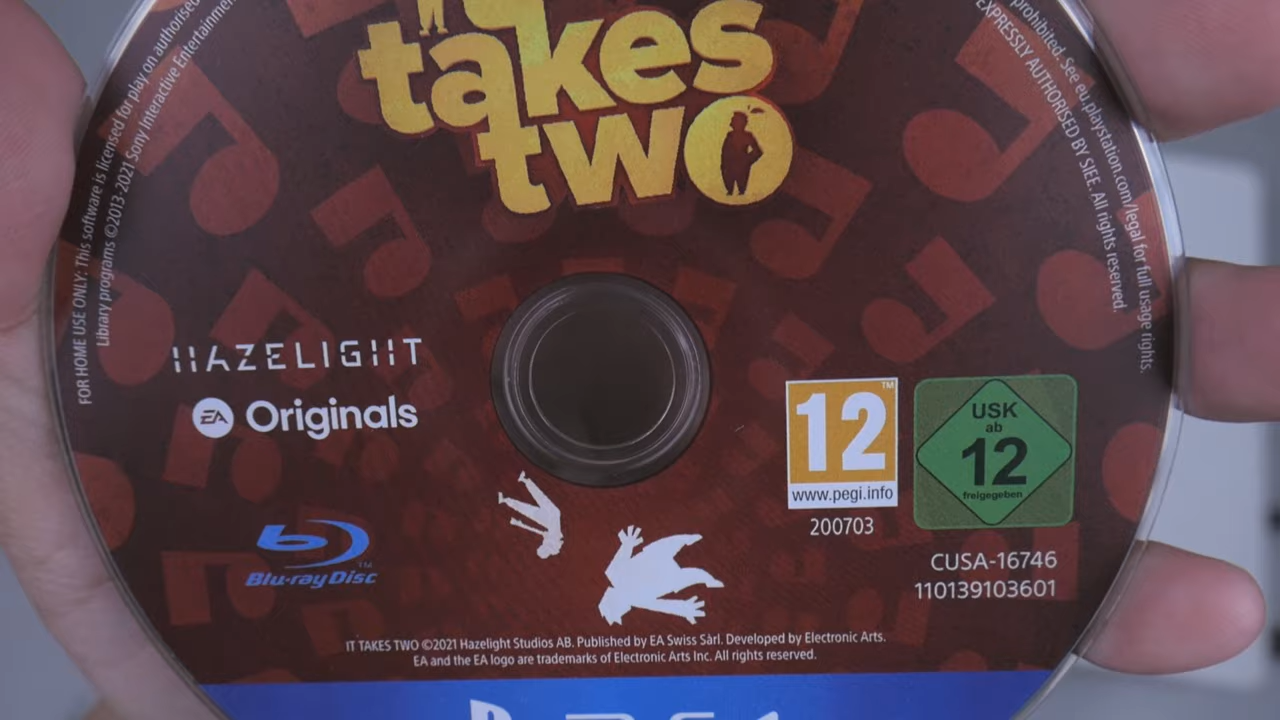 takes
two
FOR HOME USE ONLY: This software is licensed for play on authorised
Library programs ©2013-2021 Sony Interactive Entertainment
prohibited. See eu.playstation.com/legal for full usage rights.
EXPRESSLY AUTHORISED BY SIEE. All rights reserved.
HAZELIGHT
EA Originals
Blu-ray Disc™
12™
www.pegi.info
200703
USK
ab
12
freigegeben
CUSA-16746
110139103601
IT TAKES TWO ©2021 Hazelight Studios AB. Published by EA Swiss Sàrl. Developed by Electronic Arts.
EA and the EA logo are trademarks of Electronic Arts Inc. All rights reserved.